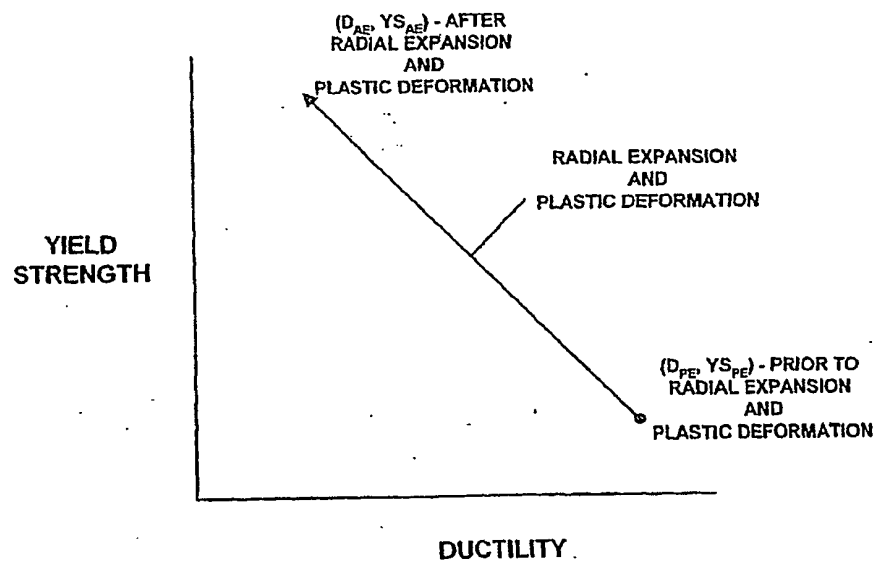 (D_AE, YS_AE) - AFTER
RADIAL EXPANSION
AND
PLASTIC DEFORMATION
RADIAL EXPANSION
AND
PLASTIC DEFORMATION
YIELD
STRENGTH
(D_PE, YS_PE) - PRIOR TO
RADIAL EXPANSION
AND
PLASTIC DEFORMATION
DUCTILITY